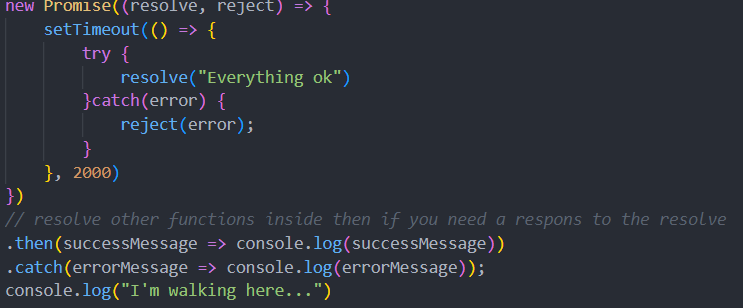 new Promise((resolve, reject) => {
    setTimeout(() => {
        try {
            resolve("Everything ok")
        }catch(error) {
            reject(error);
        }
    }, 2000)
})
// resolve other functions inside then if you need a respons to the resolve
.then(successMessage => console.log(successMessage))
.catch(errorMessage => console.log(errorMessage));
console.log("I'm walking here...")